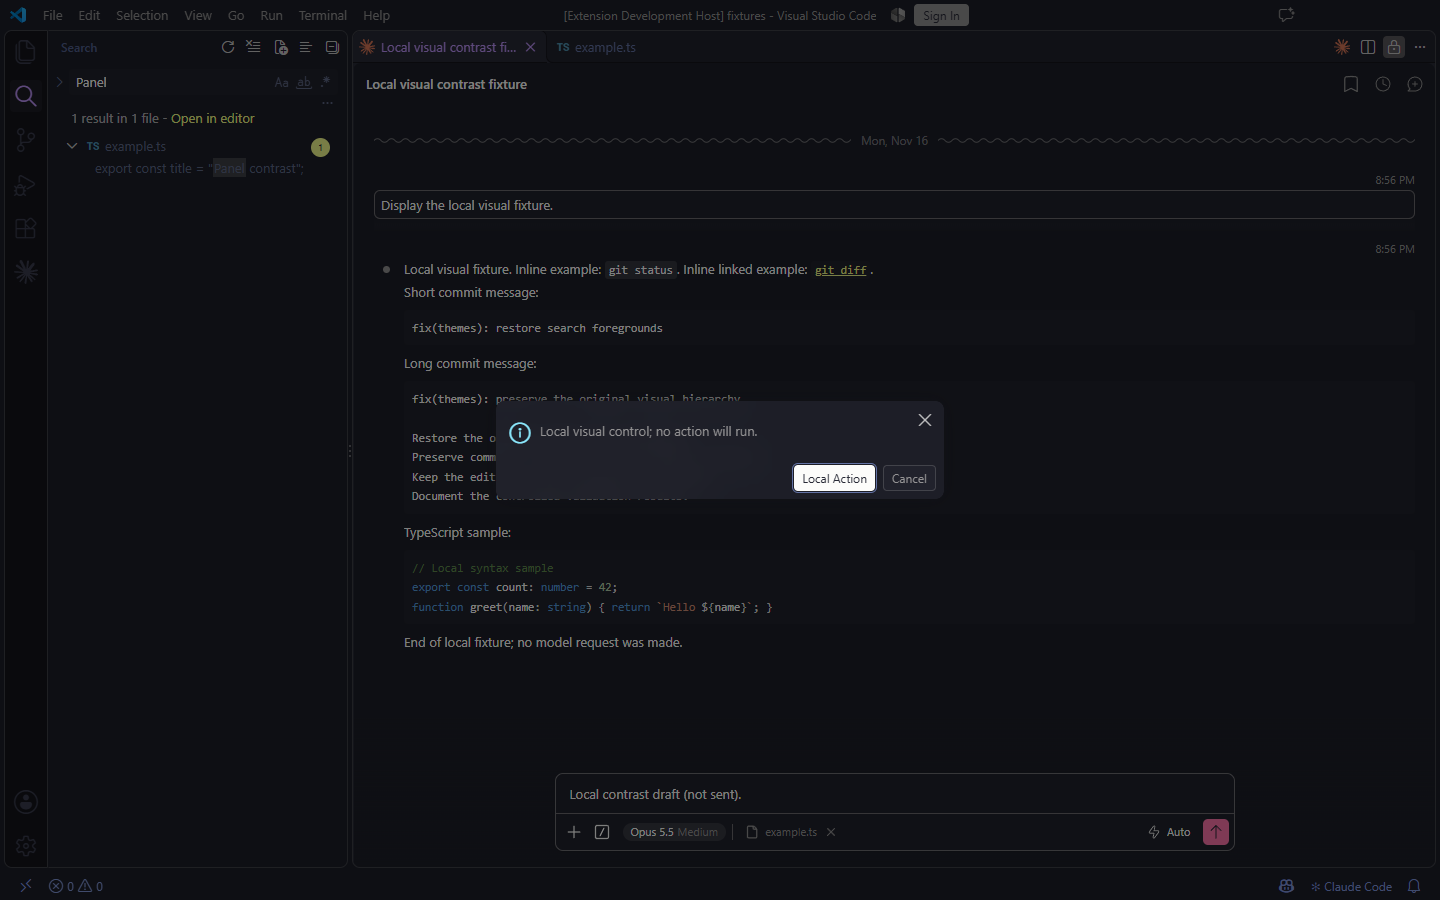 File Edit Selection View Go Run Terminal Help
[Extension Development Host] fixtures - Visual Studio Code
Sign In
Search
Panel
Aa ab .*
1 result in 1 file - Open in editor
TS example.ts
1
export const title = "Panel contrast";
Local visual contrast fi...
TS example.ts
Local visual contrast fixture
Mon, Nov 16
8:56 PM
Display the local visual fixture.
8:56 PM
Local visual fixture. Inline example: git status. Inline linked example: git diff.
Short commit message:
fix(themes): restore search foregrounds
Long commit message:
fix(themes): preserve the original visual hierarchy
Restore the o
Preserve comm
Keep the edit
Document the
Local visual control; no action will run.
Local Action
Cancel
TypeScript sample:
// Local syntax sample
export const count: number = 42;
function greet(name: string) { return `Hello ${name}`; }
End of local fixture; no model request was made.
Local contrast draft (not sent).
Opus 5.5 Medium
example.ts
Auto
0 0
Claude Code